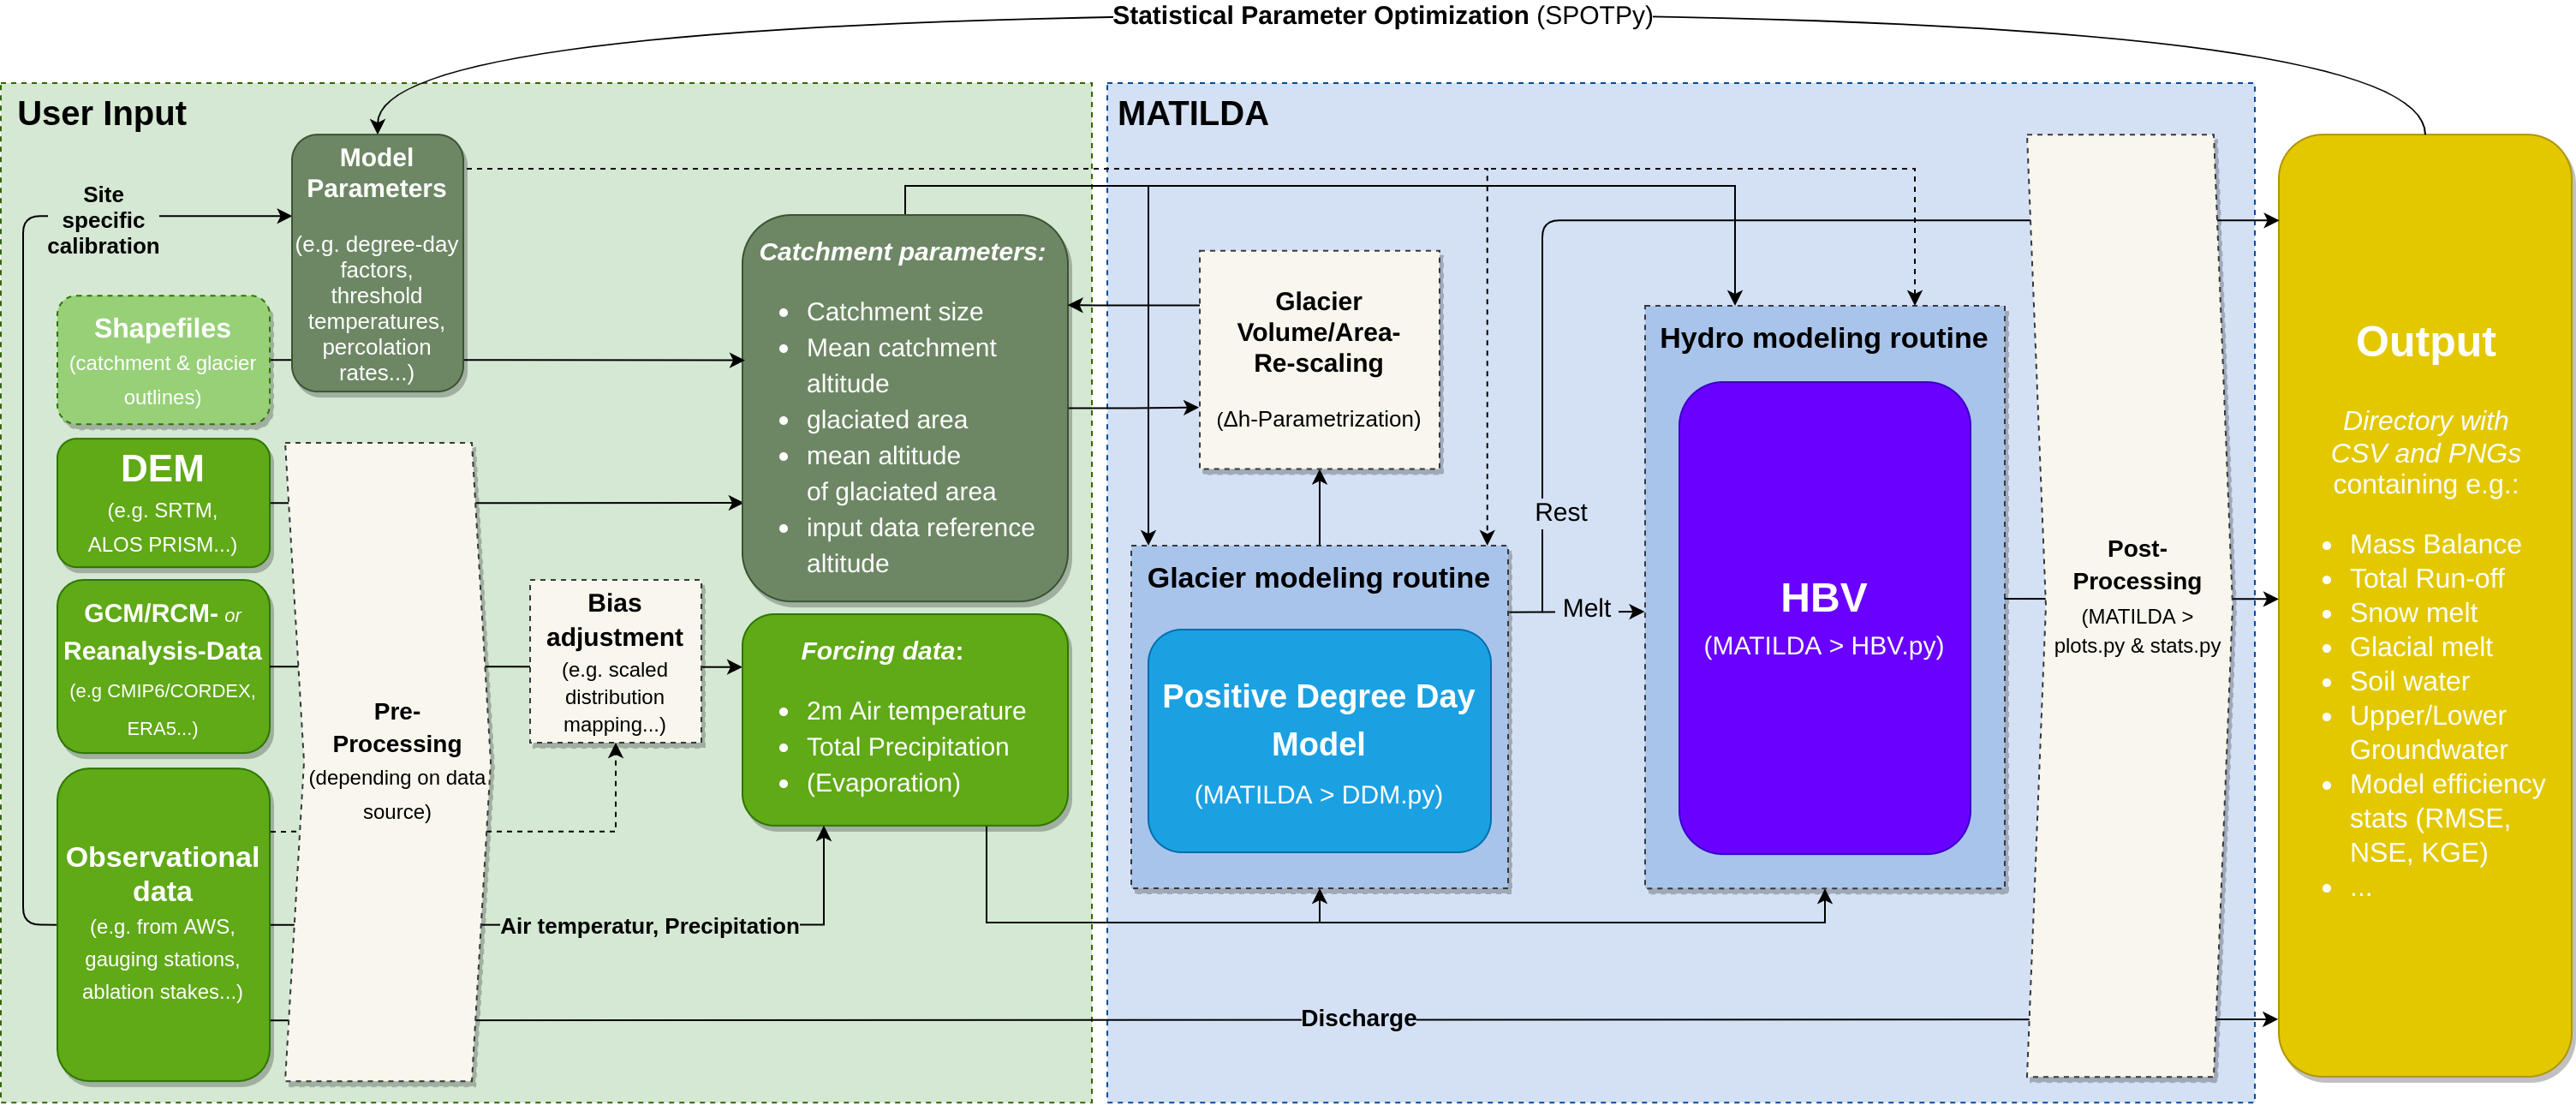 Statistical Parameter Optimization (SPOTPy)
User Input
Model
Parameters
(e.g. degree-day
factors,
threshold
temperatures,
percolation
rates...)
Site
specific
calibration
Shapefiles
(catchment & glacier
outlines)
DEM
(e.g. SRTM,
ALOS PRISM...)
GCM/RCM- or
Reanalysis-Data
(e.g CMIP6/CORDEX,
ERA5...)
Observational
data
(e.g. from AWS,
gauging stations,
ablation stakes...)
Pre-
Processing
(depending on data
source)
Bias
adjustment
(e.g. scaled
distribution
mapping...)
Air temperatur, Precipitation
Catchment parameters:
• Catchment size
• Mean catchment
altitude
• glaciated area
• mean altitude
of glaciated area
• input data reference
altitude
Forcing data:
• 2m Air temperature
• Total Precipitation
• (Evaporation)
MATILDA
Glacier
Volume/Area-
Re-scaling
(Δh-Parametrization)
Glacier modeling routine
Positive Degree Day
Model
(MATILDA > DDM.py)
Rest
Melt
Hydro modeling routine
HBV
(MATILDA > HBV.py)
Discharge
Post-
Processing
(MATILDA >
plots.py & stats.py
Output
Directory with
CSV and PNGs
containing e.g.:
• Mass Balance
• Total Run-off
• Snow melt
• Glacial melt
• Soil water
• Upper/Lower
Groundwater
• Model efficiency
stats (RMSE,
NSE, KGE)
• ...